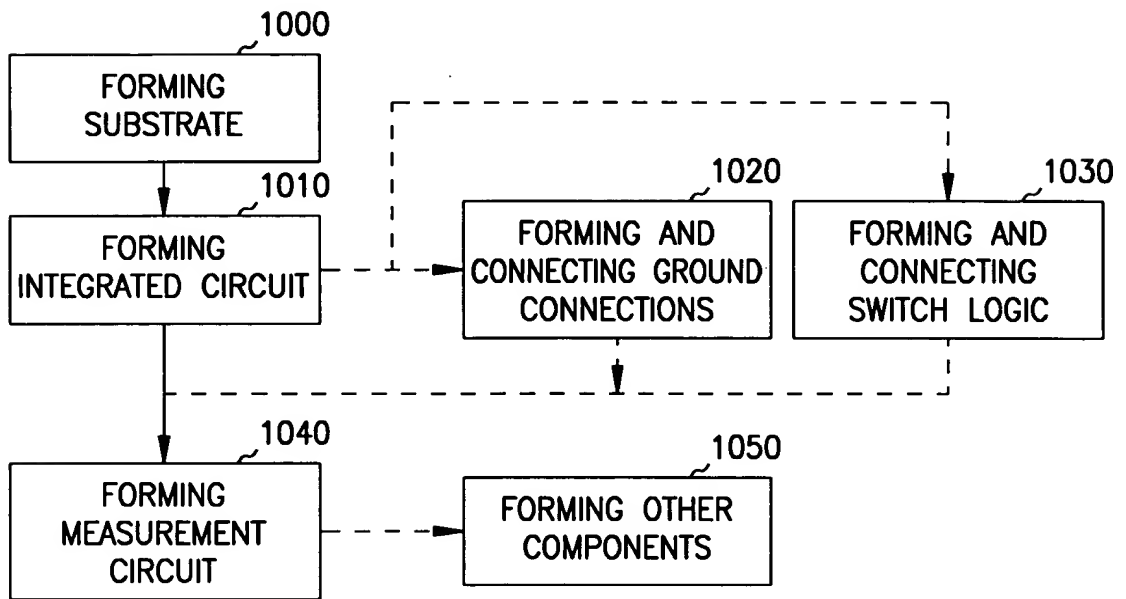 1000
FORMING
SUBSTRATE
1010
FORMING
INTEGRATED CIRCUIT
1020
FORMING AND
CONNECTING GROUND
CONNECTIONS
1030
FORMING AND
CONNECTING
SWITCH LOGIC
1040
FORMING
MEASUREMENT
CIRCUIT
1050
FORMING OTHER
COMPONENTS